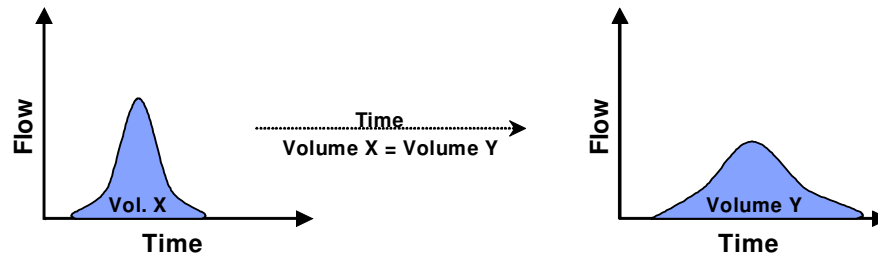 Flow
Vol. X
Time
Time
Volume X = Volume Y
Flow
Volume Y
Time